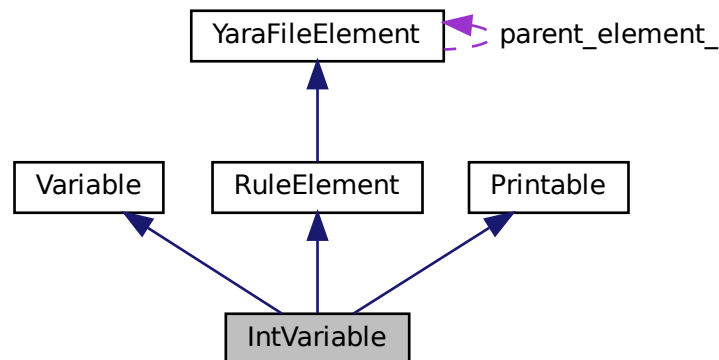 YaraFileElement parent_element_
Variable RuleElement Printable
IntVariable